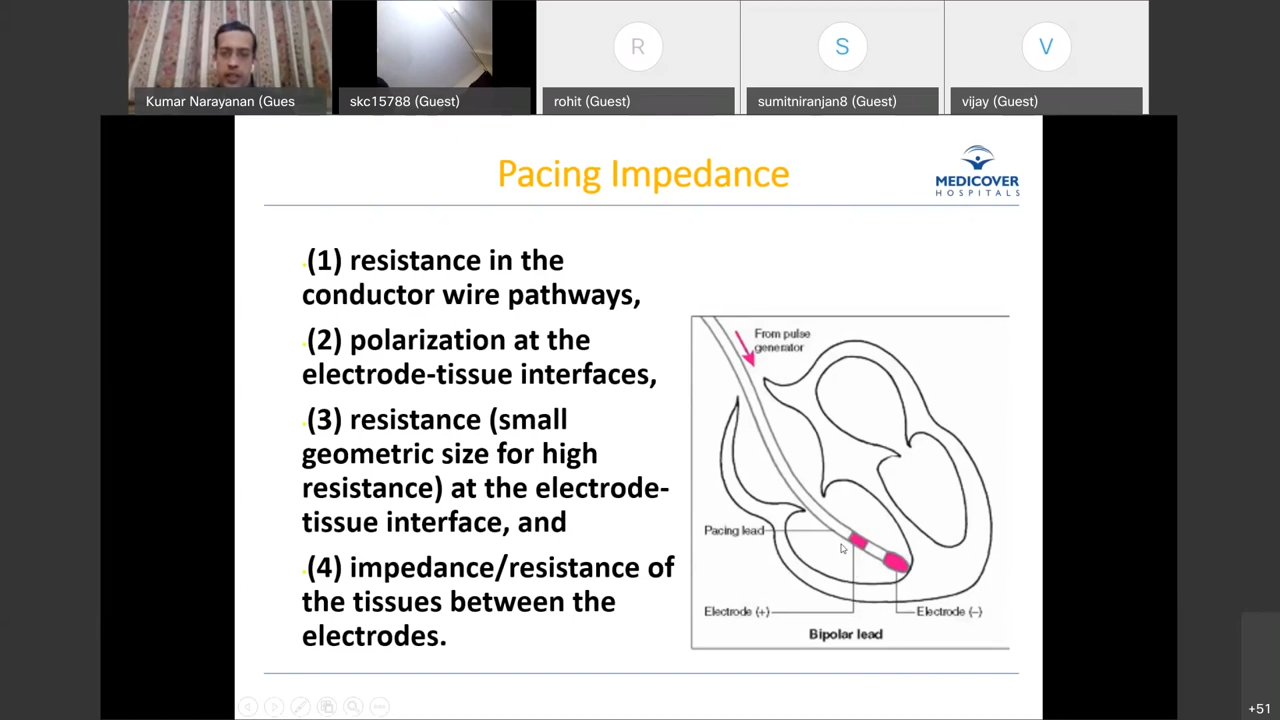 R
S
V
Kumar Narayanan (Gues
skc15788 (Guest)
rohit (Guest)
sumitniranjan8 (Guest)
vijay (Guest)
Pacing Impedance
MEDICOVER
HOSPITALS
(1) resistance in the
conductor wire pathways,
(2) polarization at the
electrode-tissue interfaces,
(3) resistance (small
geometric size for high
resistance) at the electrode-
tissue interface, and
(4) impedance/resistance of
the tissues between the
electrodes.
From pulse
generator
Pacing lead
Electrode (+)
Electrode (–)
Bipolar lead
+51